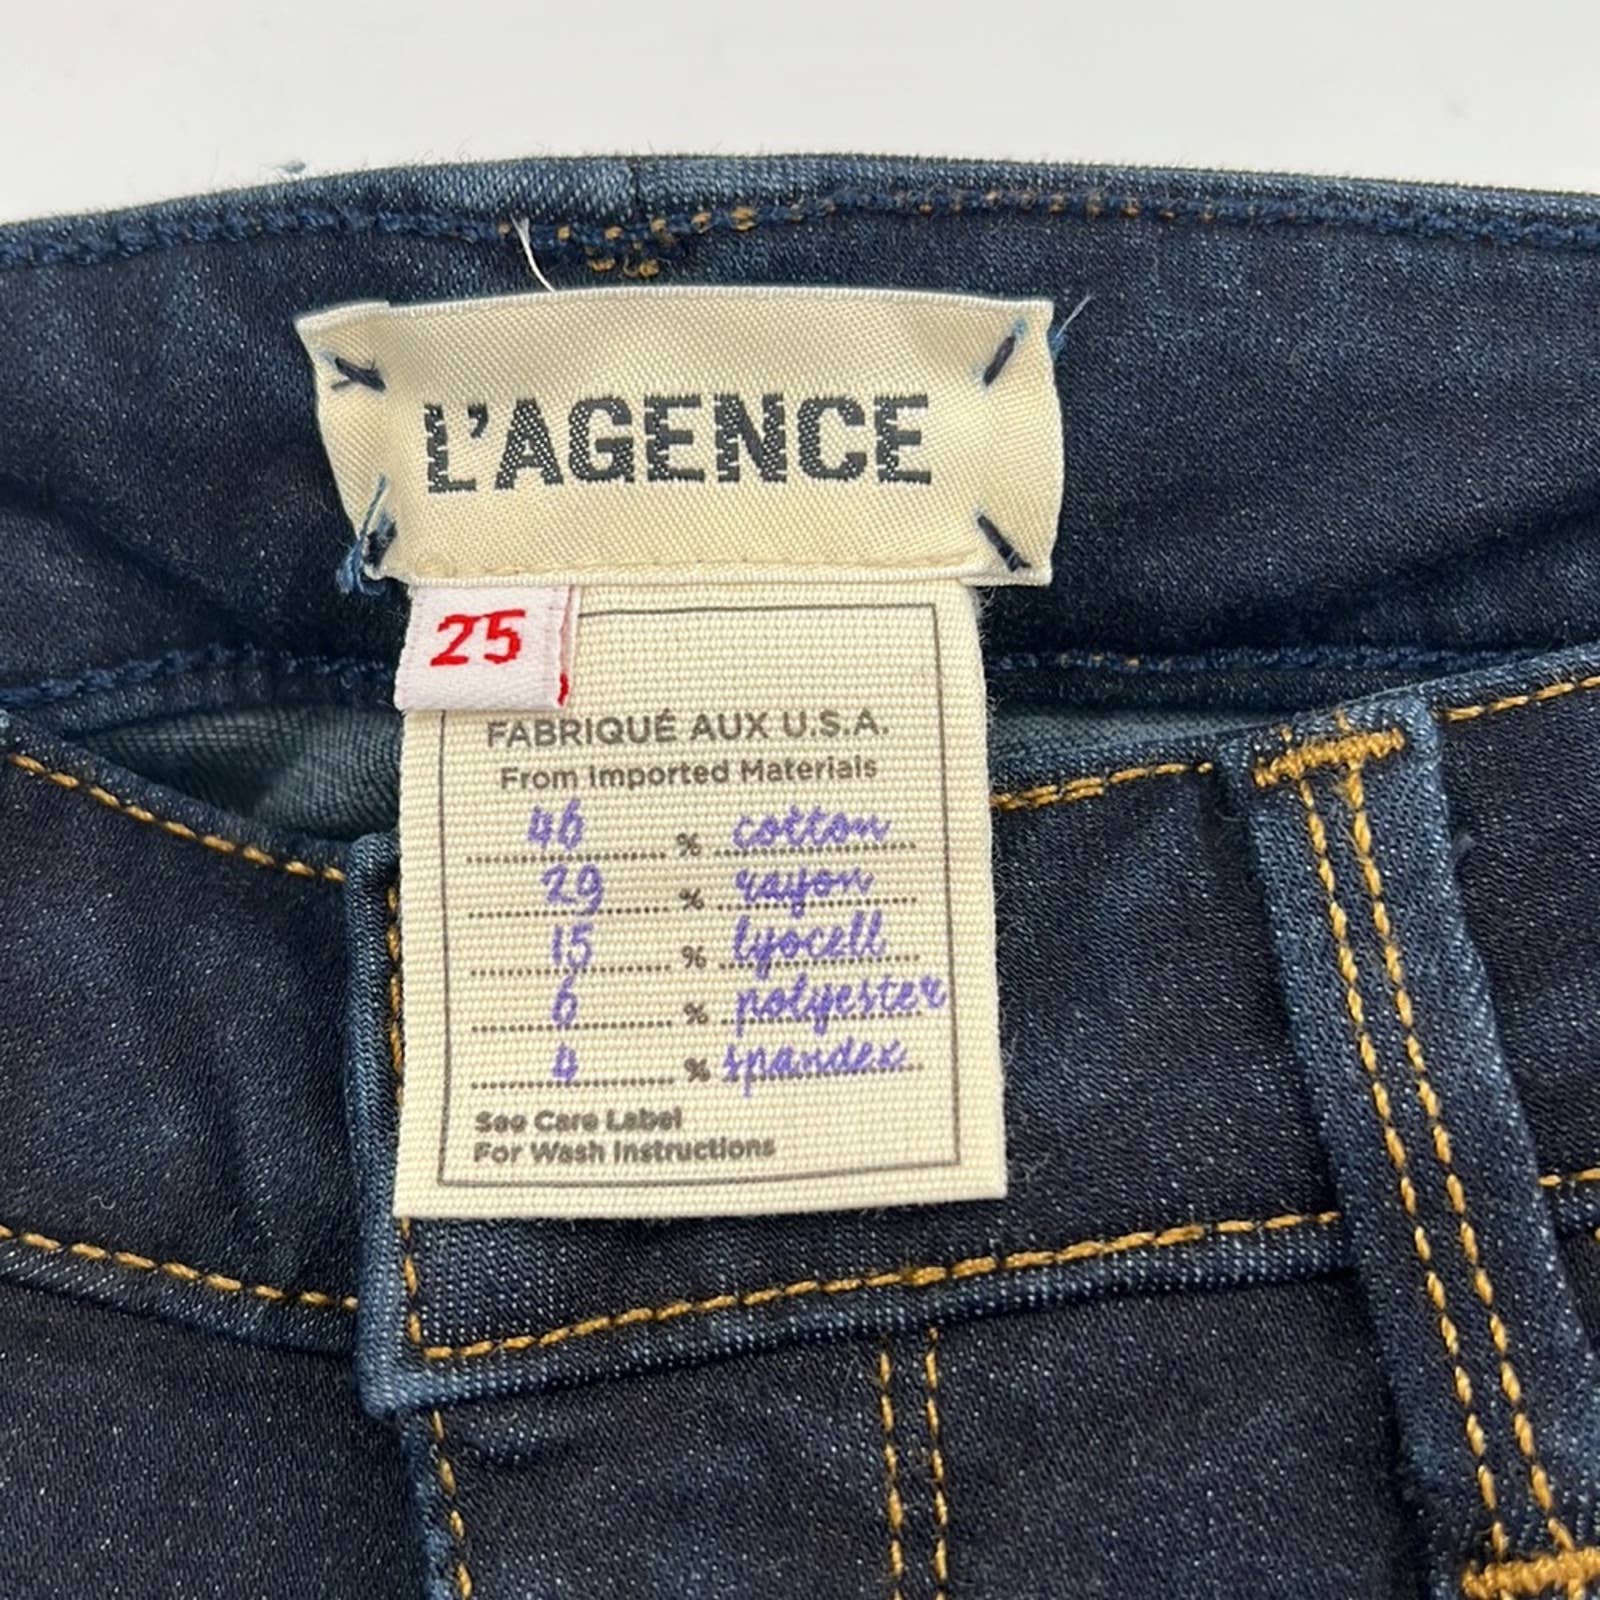 L'AGENCE
25
FABRIQUÉ AUX U.S.A.
From Imported Materials
46 % cotton
29 % rayon
15 % lyocell
6 % polyester
4 % spandex
See Care Label
For Wash Instructions